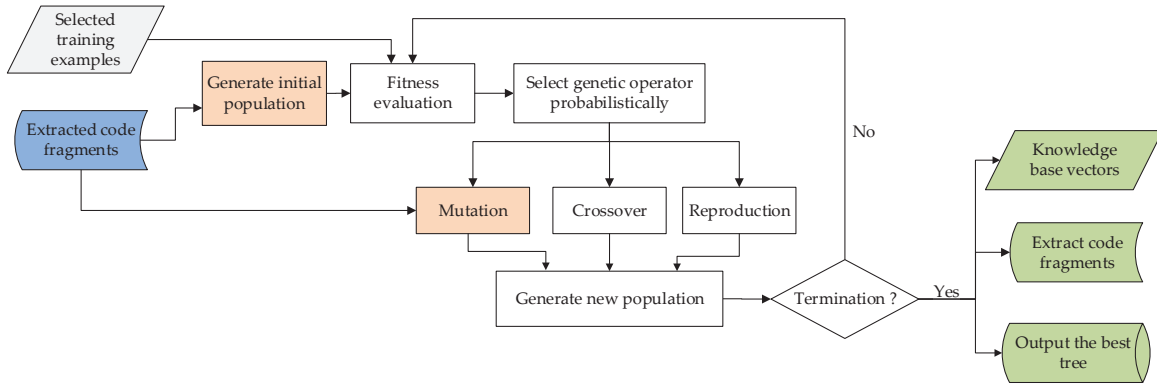 Selected
training
examples
Generate initial
population
Fitness
evaluation
Select genetic operator
probabilistically
Extracted code
fragments
No
Knowledge
base vectors
Mutation
Crossover
Reproduction
Extract code
fragments
Generate new population
Termination ?
Yes
Output the best
tree